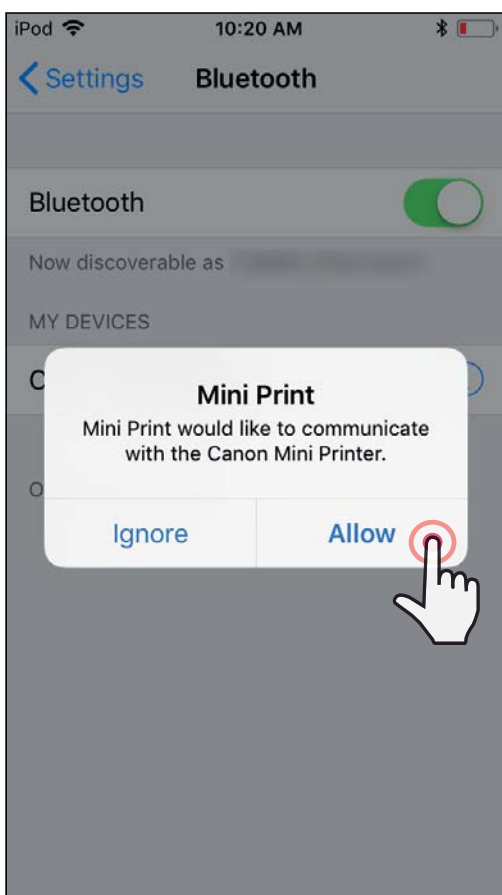 iPod 10:20 AM
Settings Bluetooth
Bluetooth
Now discoverable as
MY DEVICES
C
Mini Print
Mini Print would like to communicate
with the Canon Mini Printer.
O
Ignore Allow